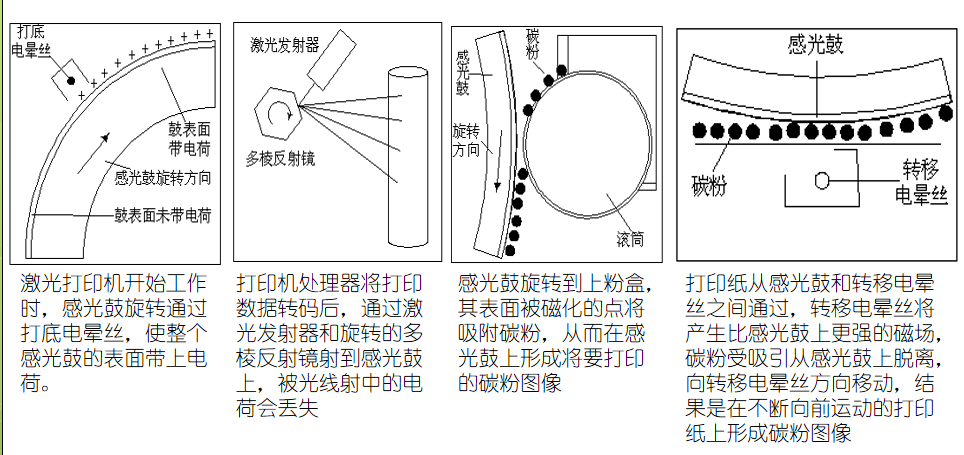 打底
电晕丝
鼓表面
带电荷
感光鼓旋转方向
鼓表面未带电荷
激光打印机开始工作
时，感光鼓旋转通过
打底电晕丝，使整个
感光鼓的表面带上电
荷。
激光发射器
多棱反射镜
打印机处理器将打印
数据转码后，通过激
光发射器和旋转的多
棱反射镜射到感光鼓
上，被光线射中的电
荷会丢失
碳粉
感光鼓
旋转
方向
滚筒
感光鼓旋转到上粉盒，
其表面被磁化的点将
吸附碳粉，从而在感
光鼓上形成将要打印
的碳粉图像
感光鼓
碳粉
转移
电晕丝
打印纸从感光鼓和转移电晕
丝之间通过，转移电晕丝将
产生比感光鼓上更强的磁场，
碳粉受吸引从感光鼓上脱离，
向转移电晕丝方向移动，结
果是在不断向前运动的打印
纸上形成碳粉图像